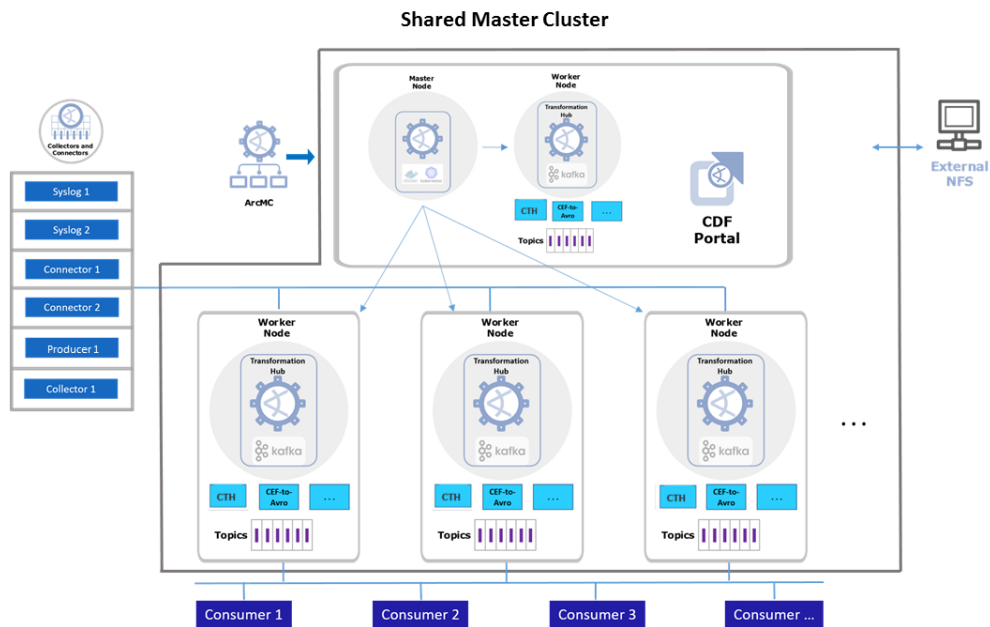 Shared Master Cluster
Master
Node
Worker
Node
Transformation
Hub
kafka
CTH
CEF-to-
Avro
...
Topics
CDF
Portal
Collectors and
Connectors
ArcMC
External
NFS
Syslog 1
Syslog 2
Connector 1
Connector 2
Producer 1
Collector 1
Worker
Node
Transformation
Hub
kafka
CTH
CEF-to-
Avro
...
Topics
Worker
Node
Transformation
Hub
kafka
CTH
CEF-to-
Avro
...
Topics
Worker
Node
Transformation
Hub
kafka
CTH
CEF-to-
Avro
...
Topics
...
Consumer 1
Consumer 2
Consumer 3
Consumer ...